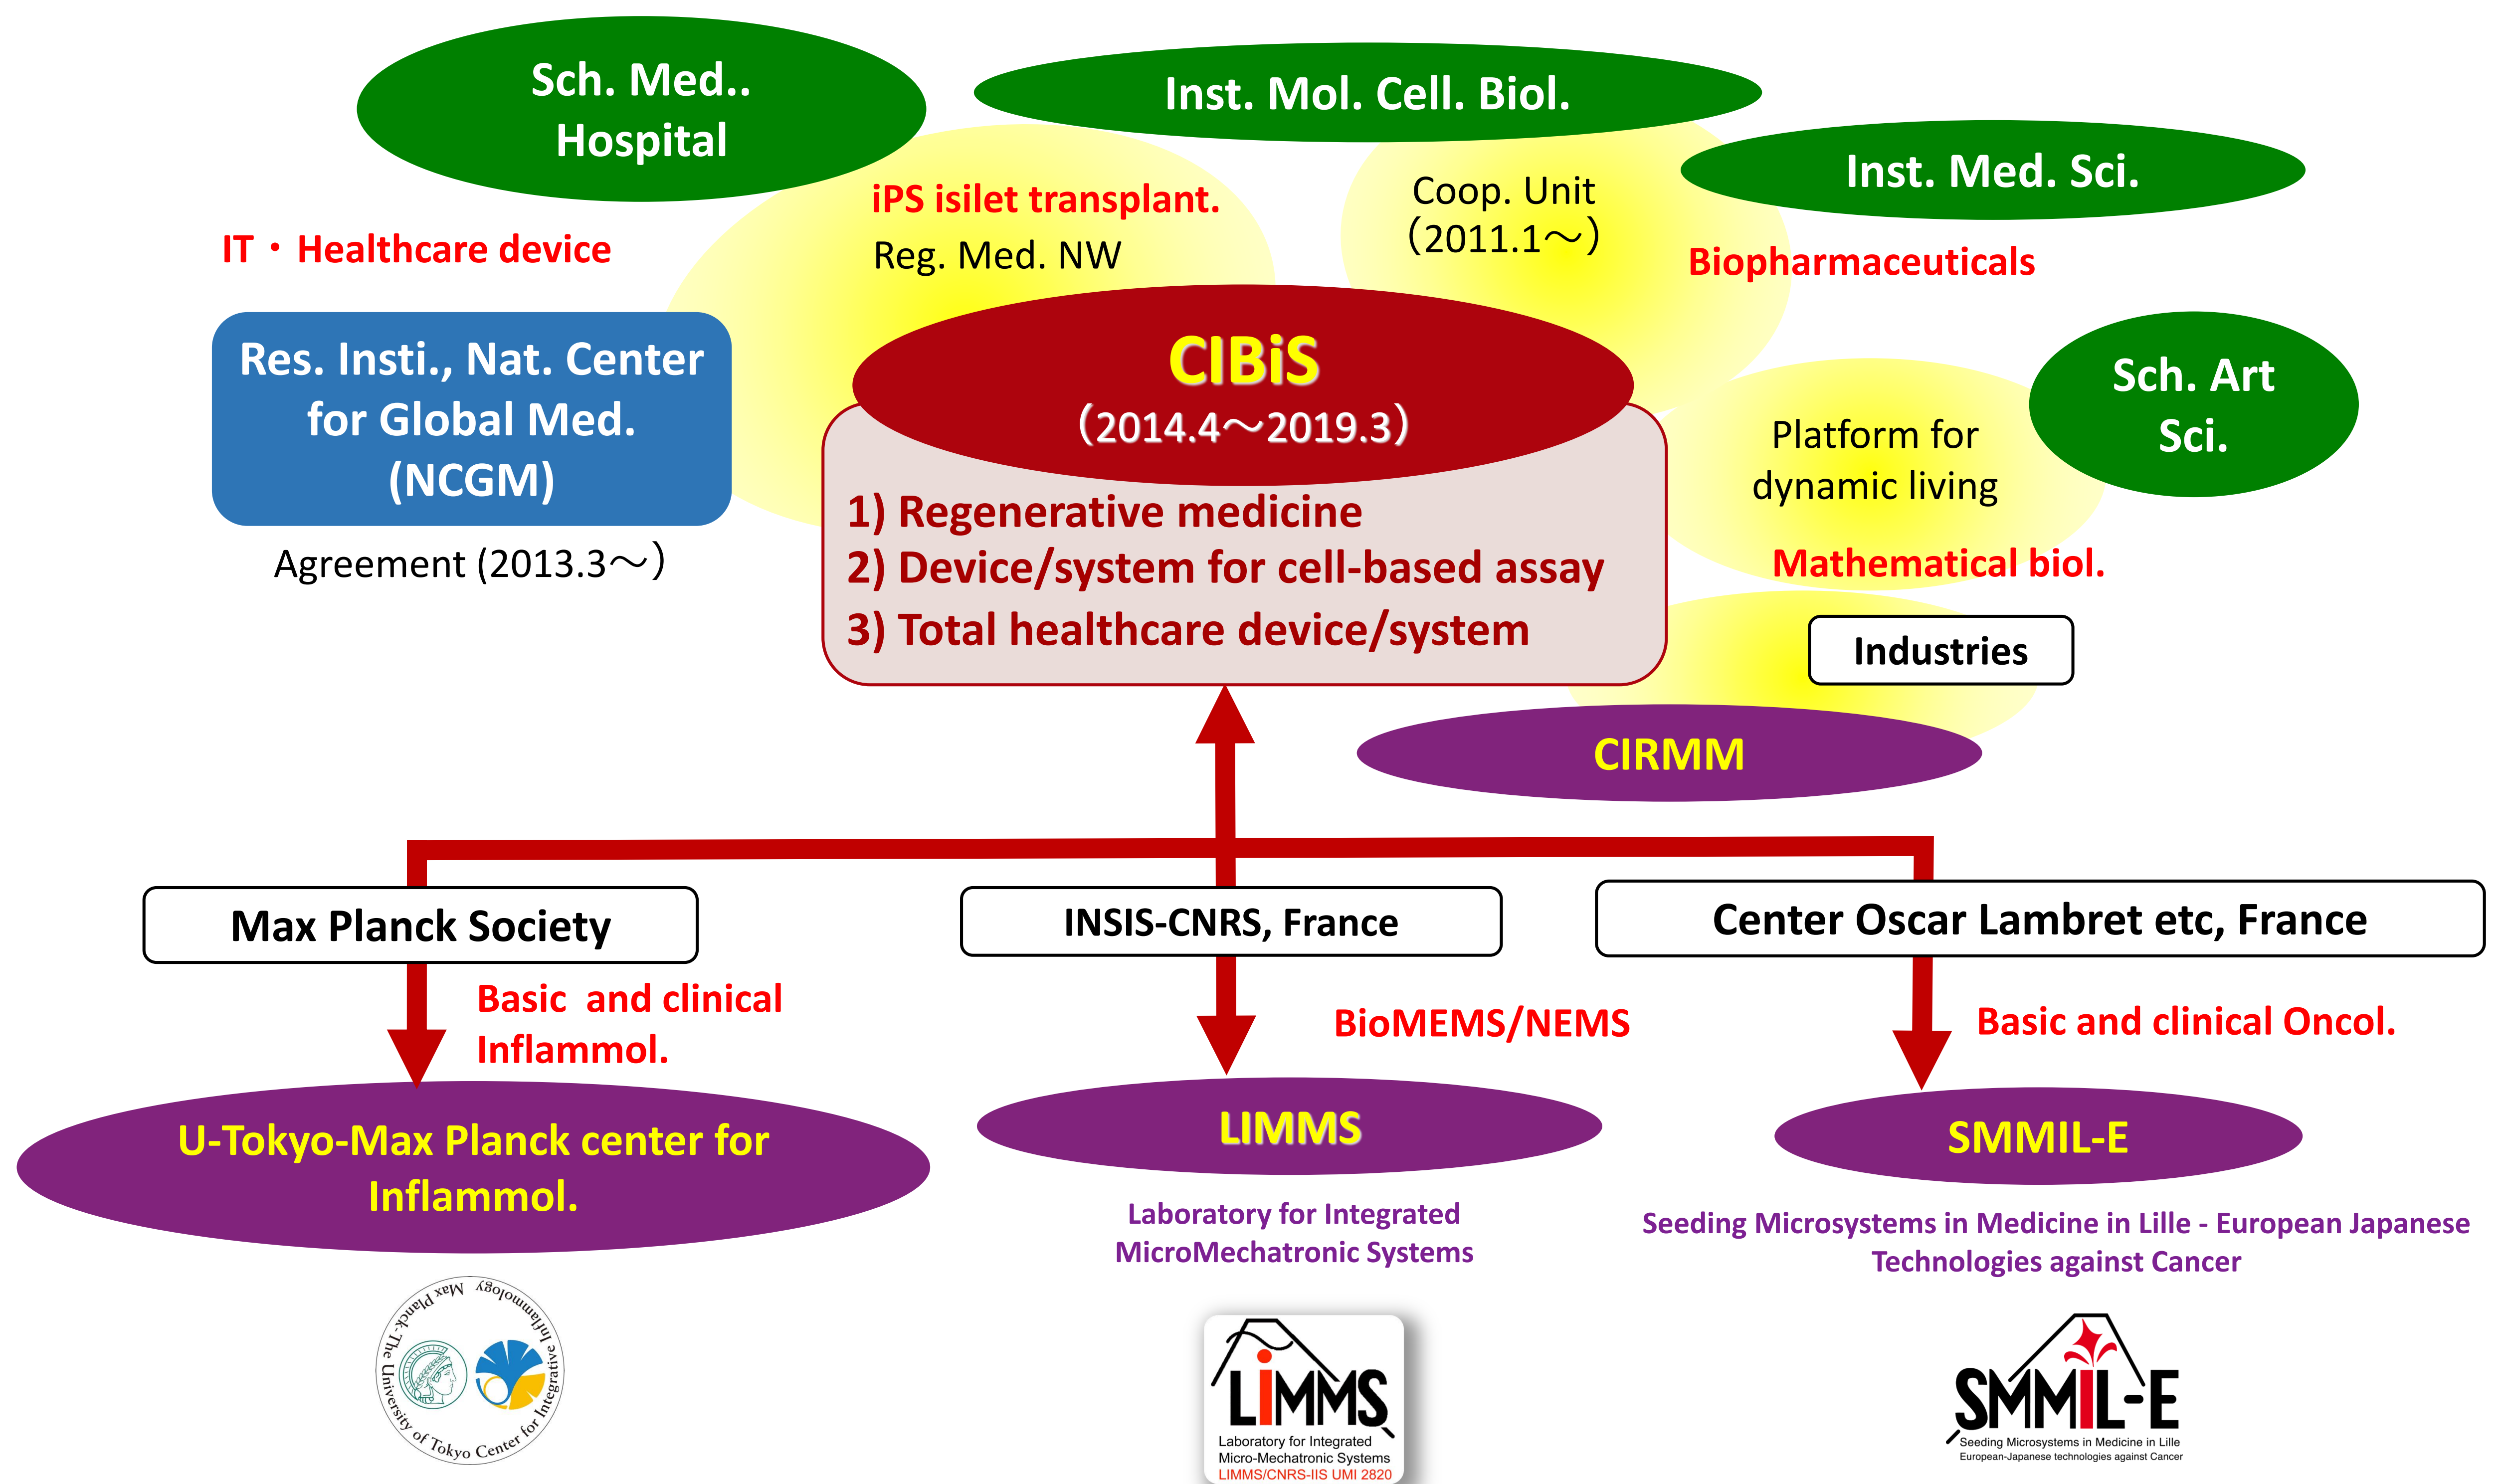 Sch. Med..
Hospital
Inst. Mol. Cell. Biol.
Inst. Med. Sci.
iPS isilet transplant.
Reg. Med. NW
Coop. Unit
（2011.1～）
IT・Healthcare device
Biopharmaceuticals
Res. Insti., Nat. Center
for Global Med.
(NCGM)
Agreement (2013.3～）
CIBiS
（2014.4～2019.3）
1) Regenerative medicine
2) Device/system for cell-based assay
3) Total healthcare device/system
Sch. Art
Sci.
Platform for
dynamic living
Mathematical biol.
Industries
CIRMM
Max Planck Society
INSIS-CNRS, France
Center Oscar Lambret etc, France
Basic  and clinical
Inflammol.
BioMEMS/NEMS
Basic and clinical Oncol.
U-Tokyo-Max Planck center for
Inflammol.
LIMMS
SMMIL-E
Laboratory for Integrated
MicroMechatronic Systems
Seeding Microsystems in Medicine in Lille - European Japanese
Technologies against Cancer
Max Planck-The University of Tokyo Center for Integrative Inflammology
LiMMS
Laboratory for Integrated
Micro-Mechatronic Systems
LIMMS/CNRS-IIS UMI 2820
SMMIL-E
Seeding Microsystems in Medicine in Lille
European-Japanese technologies against Cancer